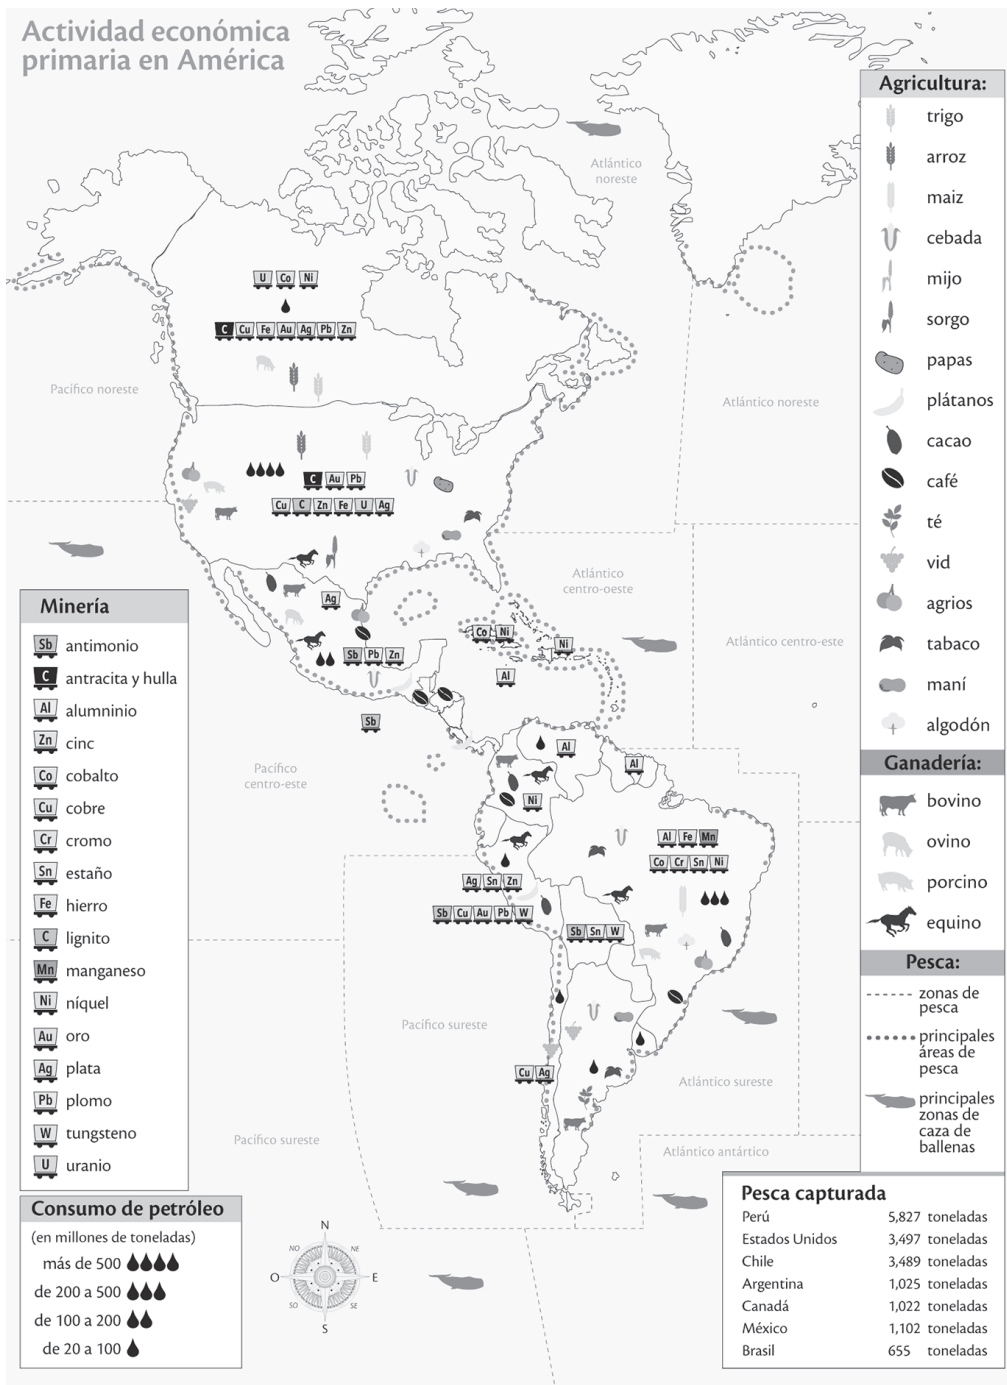 Actividad económica
primaria en América
Atlántico
noreste
U Co Ni
C Cu Fe Au Ag Pb Zn
Pacífico noreste
Atlántico noreste
C Au Pb
Cu C Zn Fe U Ag
Atlántico
centro-oeste
Ag
Co Ni
Ni
Atlántico centro-este
Sb Pb Zn
Al
Sb
Al
Al
Pacífico
centro-este
Ni
Al Fe Mn
Co Cr Sn Ni
Ag Sn Zn
Sb Cu Au Pb W
Sb Sn W
Pacífico sureste
Cu Ag
Atlántico sureste
Pacífico sureste
Atlántico antártico
Agricultura:
trigo
arroz
maiz
cebada
mijo
sorgo
papas
plátanos
cacao
café
té
vid
agrios
tabaco
maní
algodón
Ganadería:
bovino
ovino
porcino
equino
Pesca:
zonas de
pesca
principales
áreas de
pesca
principales
zonas de
caza de
ballenas
Minería
Sb antimonio
C antracita y hulla
Al alumninio
Zn cinc
Co cobalto
Cu cobre
Cr cromo
Sn estaño
Fe hierro
C lignito
Mn manganeso
Ni níquel
Au oro
Ag plata
Pb plomo
W tungsteno
U uranio
Consumo de petróleo
(en millones de toneladas)
más de 500
de 200 a 500
de 100 a 200
de 20 a 100
N
NO NE
O E
SO SE
S
Pesca capturada
Perú 5,827 toneladas
Estados Unidos 3,497 toneladas
Chile 3,489 toneladas
Argentina 1,025 toneladas
Canadá 1,022 toneladas
México 1,102 toneladas
Brasil 655 toneladas